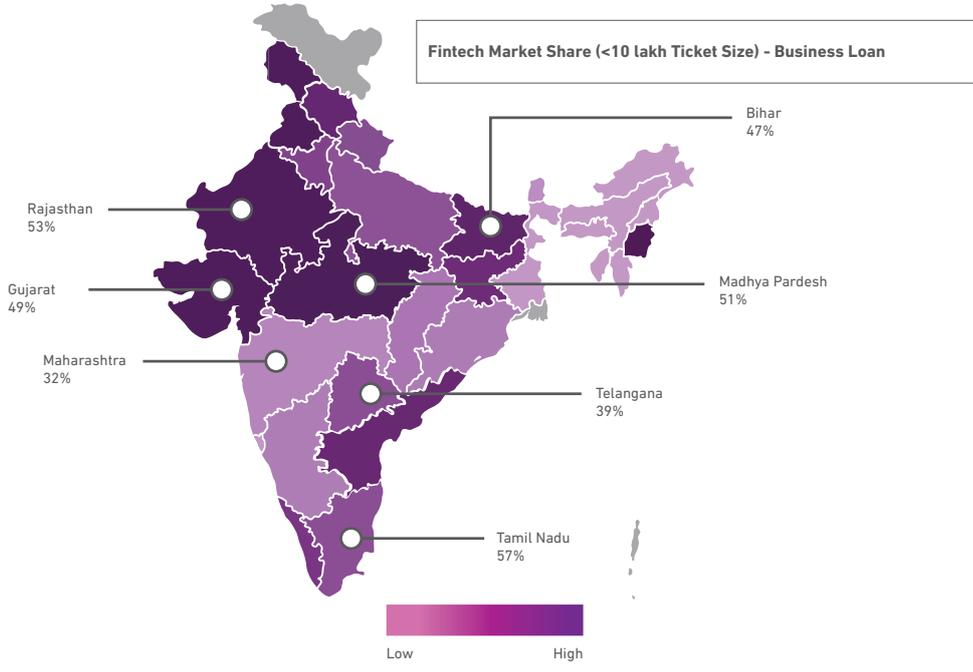 Fintech Market Share (<10 lakh Ticket Size) - Business Loan
Bihar
47%
Rajasthan
53%
Gujarat
49%
Madhya Pardesh
51%
Maharashtra
32%
Telangana
39%
Tamil Nadu
57%
Low High